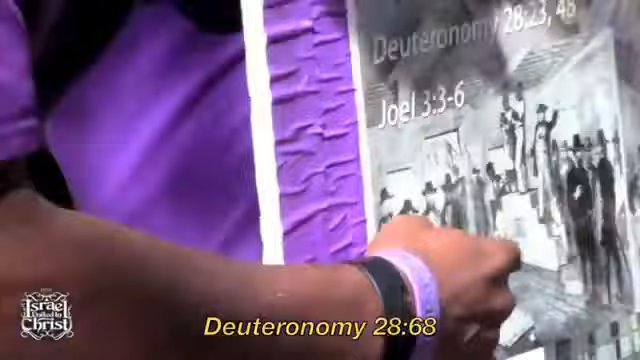 Deuteronomy 28:23, 48
Joel 3:3-6
Israel
United In
Christ
Deuteronomy 28:68